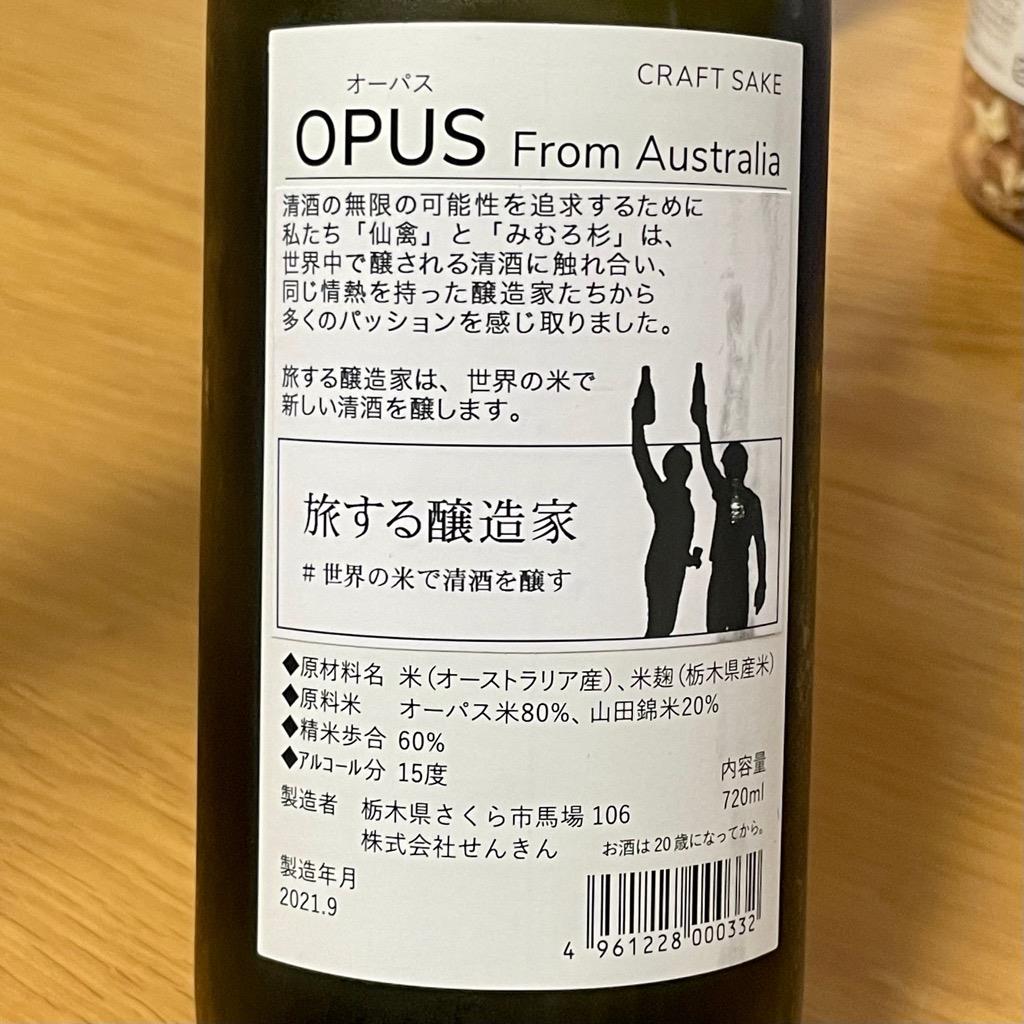 オーパス
CRAFT SAKE
OPUS From Australia
清酒の無限の可能性を追求するために
私たち「仙禽」と「みむろ杉」は、
世界中で醸される清酒に触れ合い、
同じ情熱を持った醸造家たちから
多くのパッションを感じ取りました。
旅する醸造家は、世界の米で
新しい清酒を醸します。
旅する醸造家
#世界の米で清酒を醸す
◆原材料名 米(オーストラリア産)、米麹(栃木県産米)
◆原料米 オーパス米80%、山田錦米20%
◆精米歩合 60%
◆アルコール分 15度
内容量
720ml
製造者 栃木県さくら市馬場106
株式会社せんきん
お酒は20歳になってから。
製造年月
2021.9
4 961228 000332